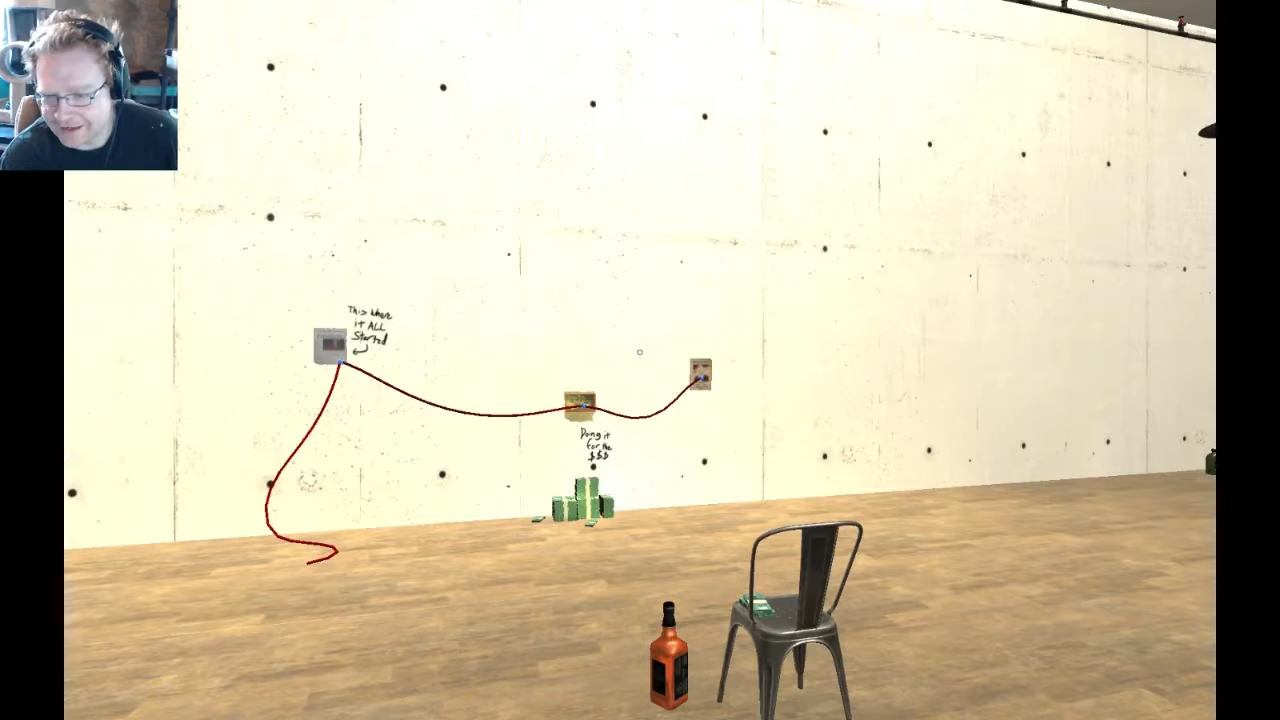 This where
it ALL
Started
Doing it
for the
$$$